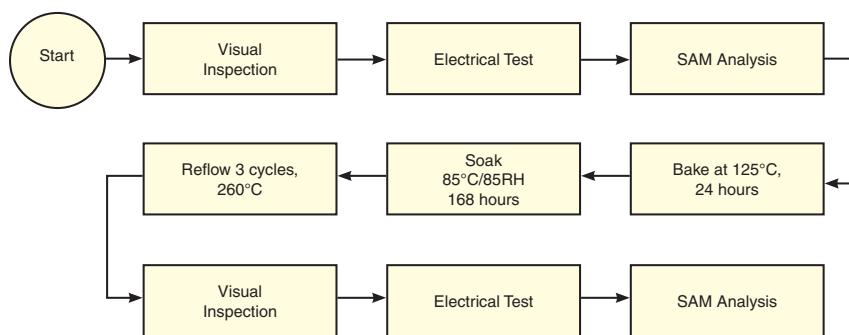 Start
Visual
Inspection
Electrical Test
SAM Analysis
Bake at 125°C,
24 hours
Soak
85°C/85RH
168 hours
Reflow 3 cycles,
260°C
Visual
Inspection
Electrical Test
SAM Analysis